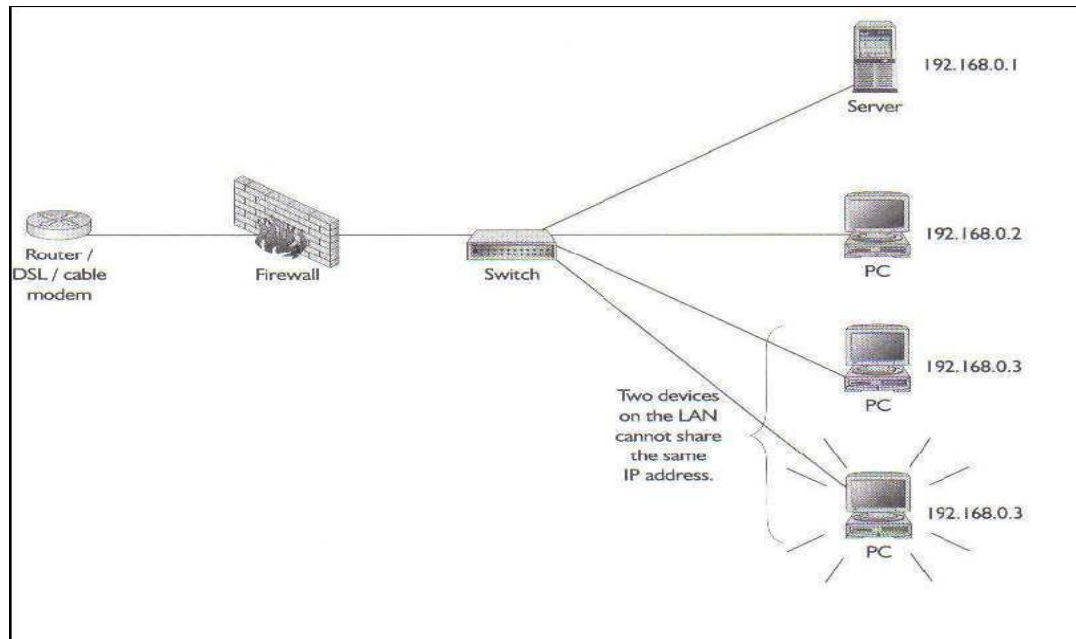 192.168.0.1
Server
192.168.0.2
PC
Router /
DSL / cable
modem
Firewall
Switch
192.168.0.3
PC
Two devices
on the LAN
cannot share
the same
IP address.
192.168.0.3
PC